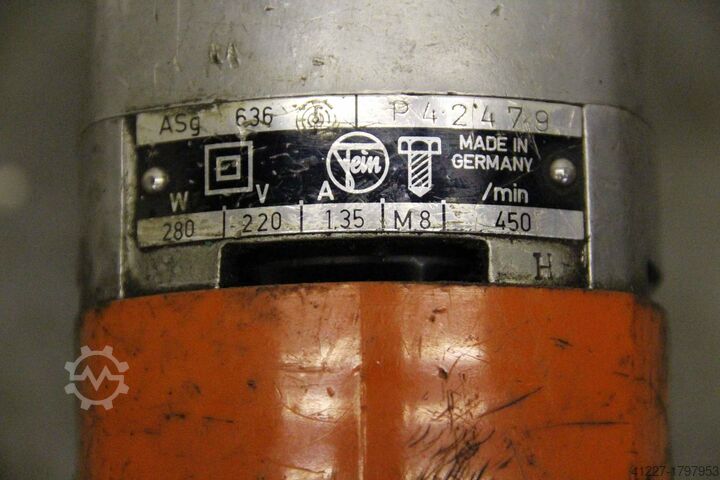 ASg 636 S P42479
Fein MADE IN
GERMANY
W V A /min
280 220 1.35 M8 450
H
41227-1797953